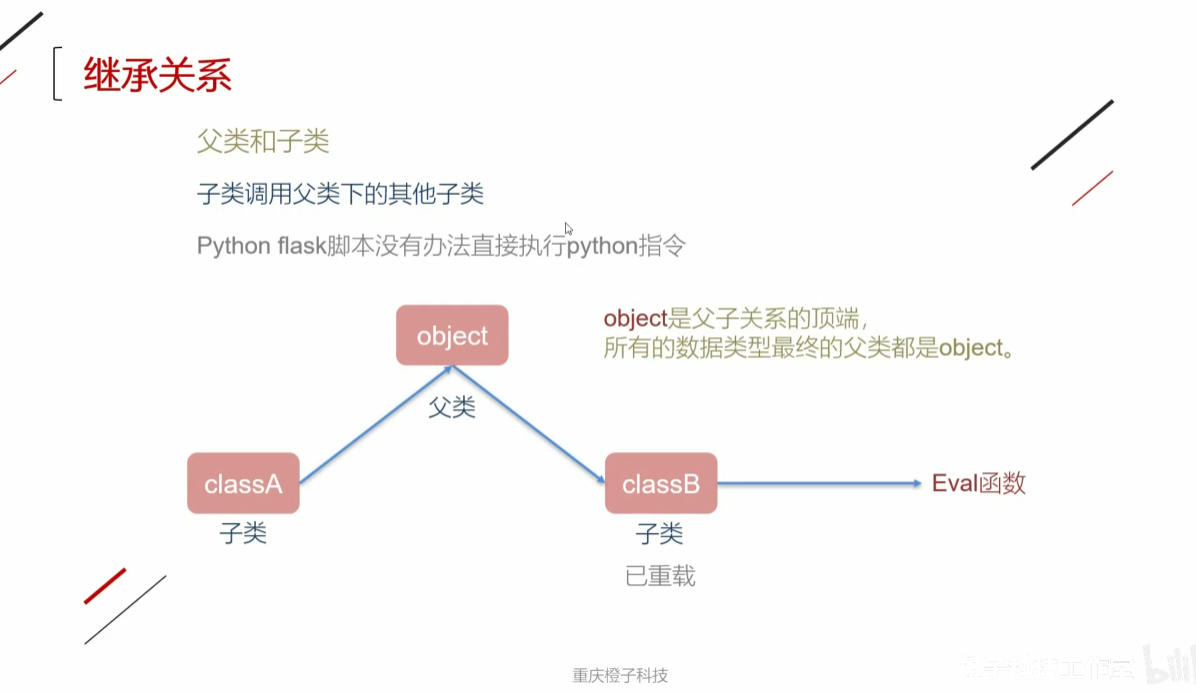 继承关系
父类和子类
子类调用父类下的其他子类
Python flask脚本没有办法直接执行python指令
object
object是父子关系的顶端，
所有的数据类型最终的父类都是object。
父类
classA
classB
Eval函数
子类
子类
已重载
重庆橙子科技